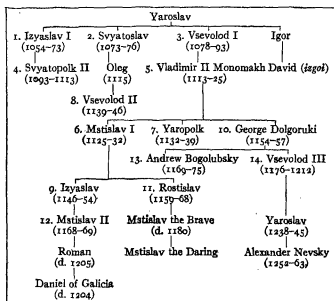 Yaroslav
1. Izyaslav I 2. Svyatoslav 3. Vsevolod I Igor
(1054-73) (1073-76) (1078-93)
4. Svyatopolk II Oleg 5. Vladimir II Monomakh David (izgoi)
(1093-1113) (1115) (1113-25)
8. Vsevolod II
(1139-46)
6. Mstislav I 7. Yaropolk 10. George Dolgoruki
(1125-32) (1132-39) (1154-57)
13. Andrew Bogolubsky 14. Vsevolod III
(1169-75) (1176-1212)
9. Izyaslav 11. Rostislav
(1146-54) (1159-68)
12. Mstislav II Mstislav the Brave Yaroslav
(1168-69) (d. 1180) (1238-45)
Roman Mstislav the Daring Alexander Nevsky
(d. 1205) (1252-63)
Daniel of Galicia
(d. 1204)